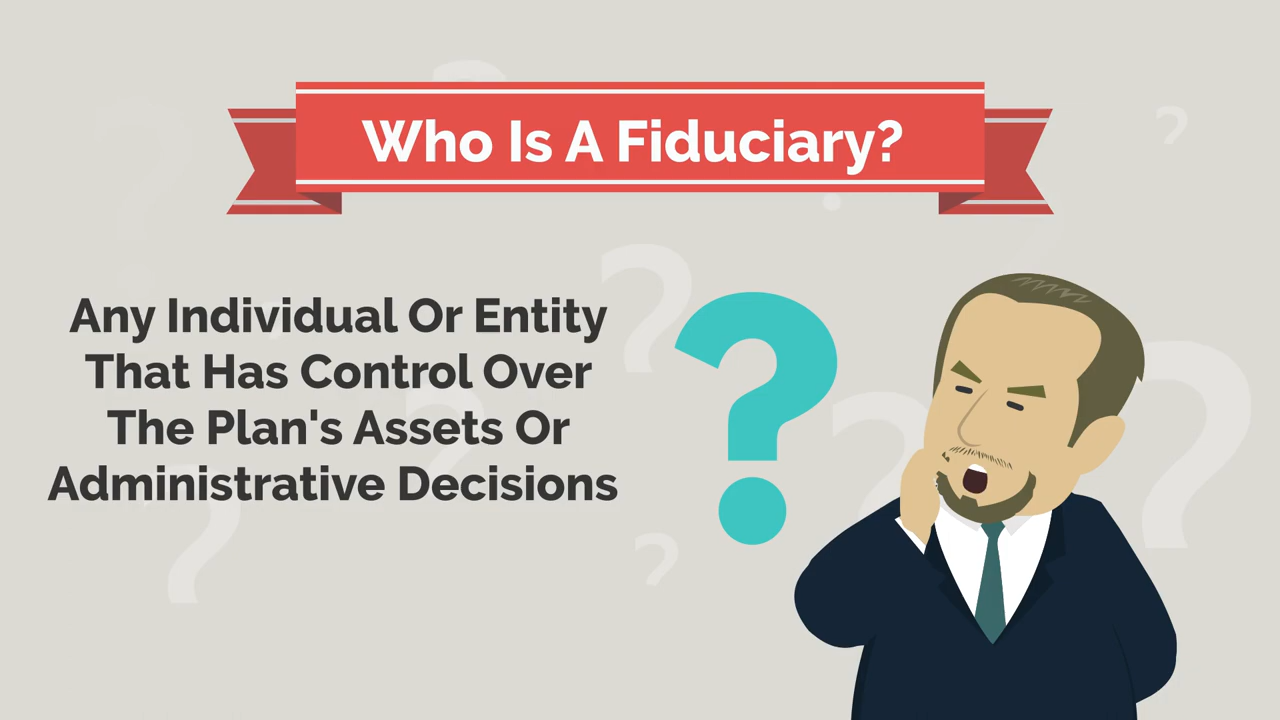 Who Is A Fiduciary?
Any Individual Or Entity
That Has Control Over
The Plan's Assets Or
Administrative Decisions